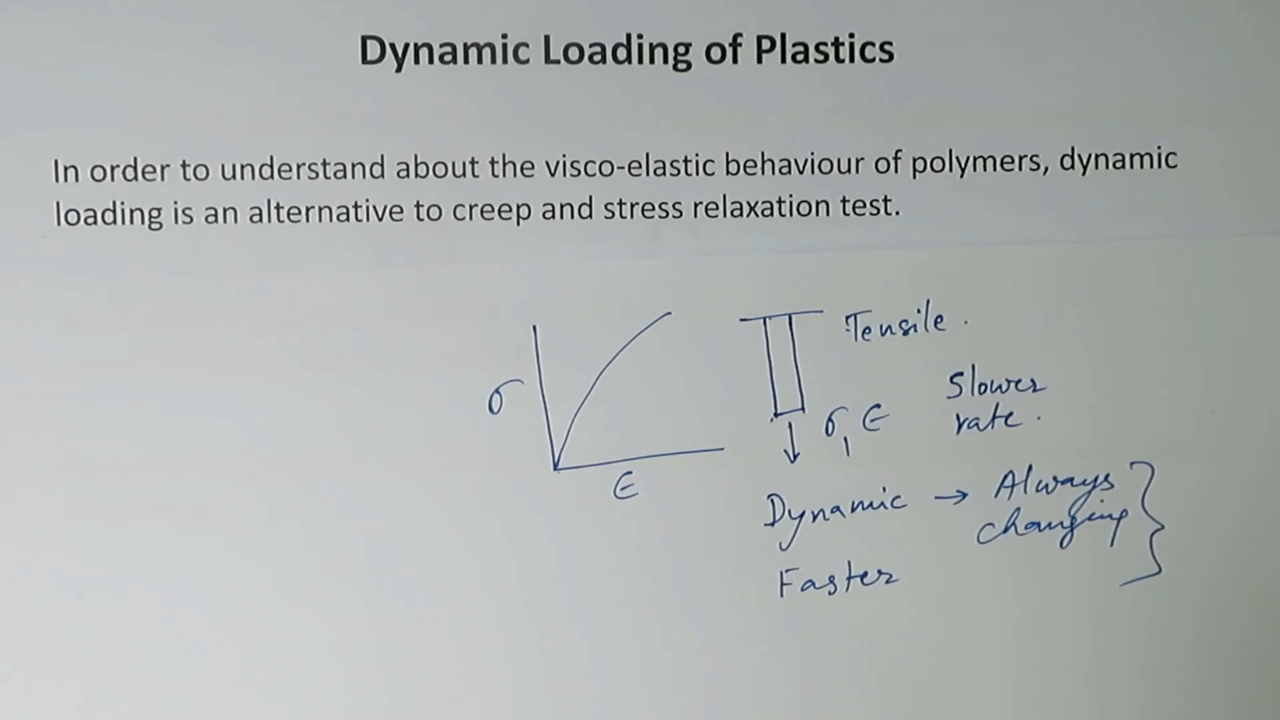 Dynamic Loading of Plastics
In order to understand about the visco-elastic behaviour of polymers, dynamic
loading is an alternative to creep and stress relaxation test.
Tensile.
Slower
σ
σ, ε
rate.
ε
Dynamic → Always
changing
Faster